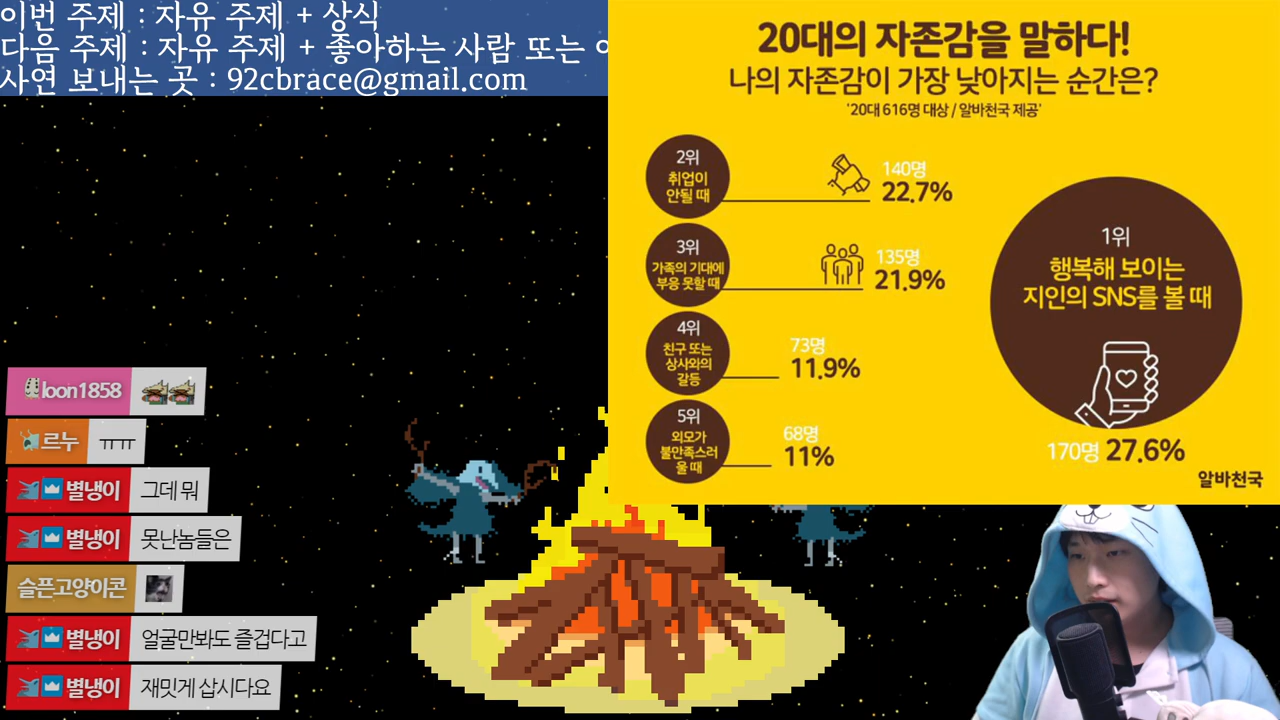 이번 주제 : 자유 주제 + 상식
다음 주제 : 자유 주제 + 좋아하는 사람 또는
사연 보내는 곳 : 92cbrace@gmail.com
20대의 자존감을 말하다!
나의 자존감이 가장 낮아지는 순간은?
'20대 616명 대상 / 알바천국 제공'
2위
취업이
안될 때
140명
22.7%
3위
가족의 기대에
부응 못할 때
135명
21.9%
4위
친구 또는
상사와의
갈등
73명
11.9%
5위
외모가
불만족스러
울 때
68명
11%
1위
행복해 보이는
지인의 SNS를 볼 때
170명 27.6%
알바천국
loon1858
르누 ㅠㅠ
별냉이 그데 뭐
별냉이 못난놈들은
슬픈고양이콘
별냉이 얼굴만봐도 즐겁다고
별냉이 재밋게 삽시다요